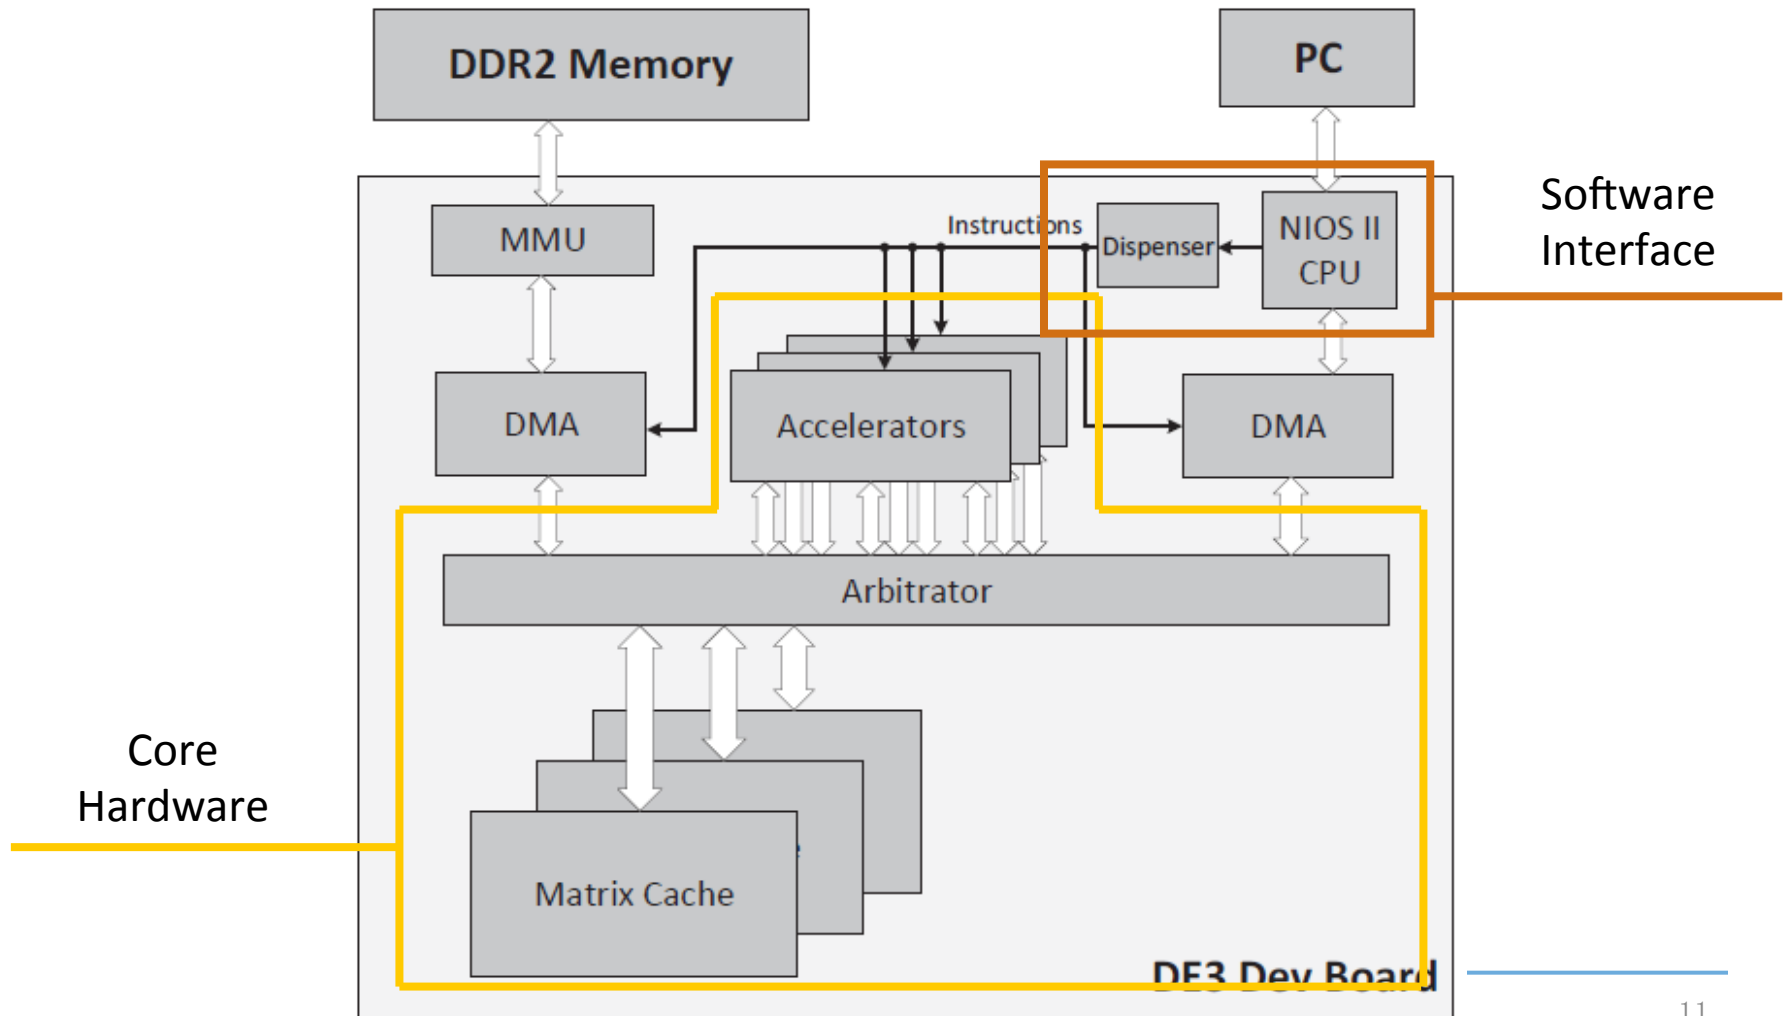 DDR2 Memory
PC
Software
Interface
Instructions
Dispenser
NIOS II
CPU
MMU
DMA
Accelerators
DMA
Arbitrator
Core
Hardware
Matrix Cache
DE3 Dev Board
11